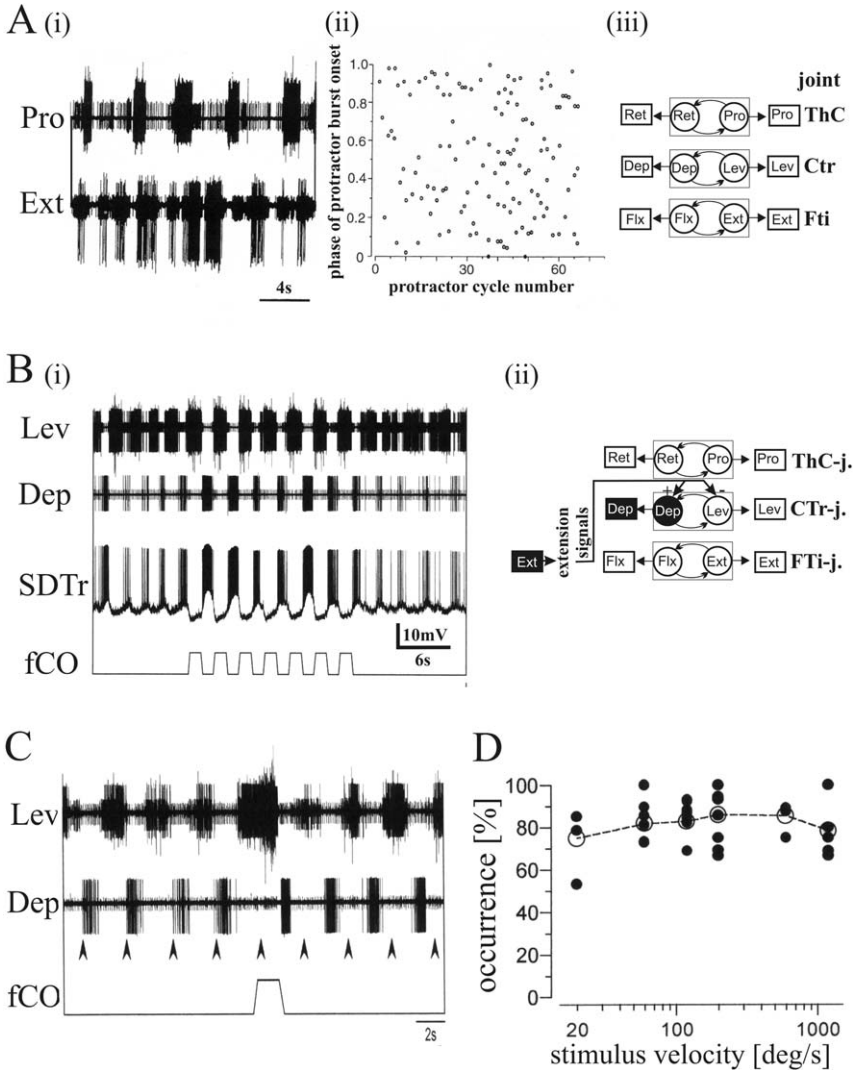 A (i)
(ii)
(iii)
Pro
Ext
4s
phase of protractor burst onset
1.0
0.8
0.6
0.4
0.2
0
0
30
60
protractor cycle number
joint
Ret Ret Pro Pro ThC
Dep Dep Lev Lev Ctr
Flx Flx Ext Ext Fti
B (i)
(ii)
Lev
Dep
SDTr
10mV
6s
fCO
Ret Ret Pro Pro ThC-j.
+ -
Dep Dep Lev Lev CTr-j.
Ext
extension
signals
Flx Flx Ext Ext FTi-j.
C
Lev
Dep
fCO
2s
D
occurrence [%]
100
80
60
40
20
0
20
100
1000
stimulus velocity [deg/s]